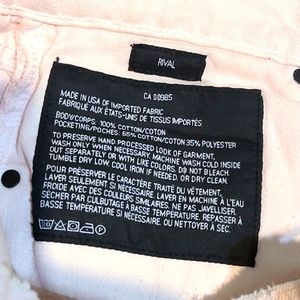 RIVAL
CA 00985
MADE IN USA OF IMPORTED FABRIC
FABRIQUE AUX ÉTATS-UNIS DE TISSUS IMPORTÉS
BODY/CORPS: 100% COTTON/COTON
POCKETING/POCHES: 65% COTTON/COTON 35% POLYESTER
TO PRESERVE HAND PROCESSED LOOK OF GARMENT,
WASH ONLY WHEN NECESSARY. MACHINE WASH COLD INSIDE
OUT SEPARATELY OR WITH LIKE COLORS. DO NOT BLEACH.
TUMBLE DRY LOW. COOL IRON IF NEEDED. OR DRY CLEAN.
POUR PRÉSERVER LE CARACTÈRE TRAITÉ DU VÊTEMENT,
LAVER SEULEMENT SI NÉCESSAIRE. LAVER EN MACHINE À L'EAU
FROIDE AVEC DE COULEURS SIMILAIRES. NE PAS JAVELLISER.
SÉCHER PAR CULBUTAGE À BASSE TEMPÉRATURE. REPASSER À
BASSE TEMPÉRATURE SI NÉCESSAIRE OU NETTOYER À SEC.